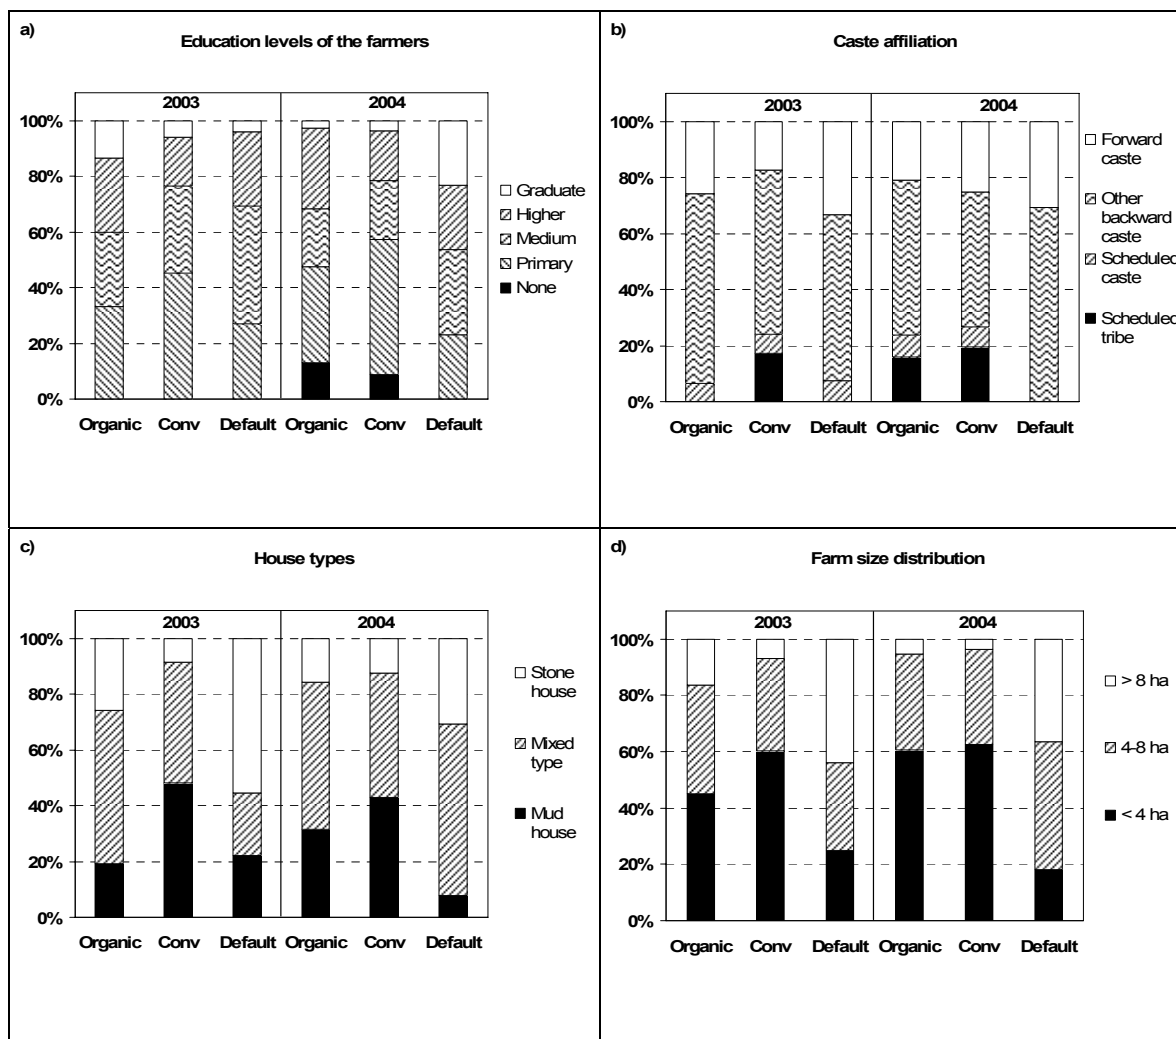 a)
Education levels of the farmers
2003 2004
100%
80%
60%
40%
20%
0%
Organic Conv Default Organic Conv Default
Graduate
Higher
Medium
Primary
None
b)
Caste affiliation
2003 2004
100%
80%
60%
40%
20%
0%
Organic Conv Default Organic Conv Default
Forward
caste
Other
backward
caste
Scheduled
caste
Scheduled
tribe
c)
House types
2003 2004
100%
80%
60%
40%
20%
0%
Organic Conv Default Organic Conv Default
Stone
house
Mixed
type
Mud
house
d)
Farm size distribution
2003 2004
100%
80%
60%
40%
20%
0%
Organic Conv Default Organic Conv Default
> 8 ha
4-8 ha
< 4 ha